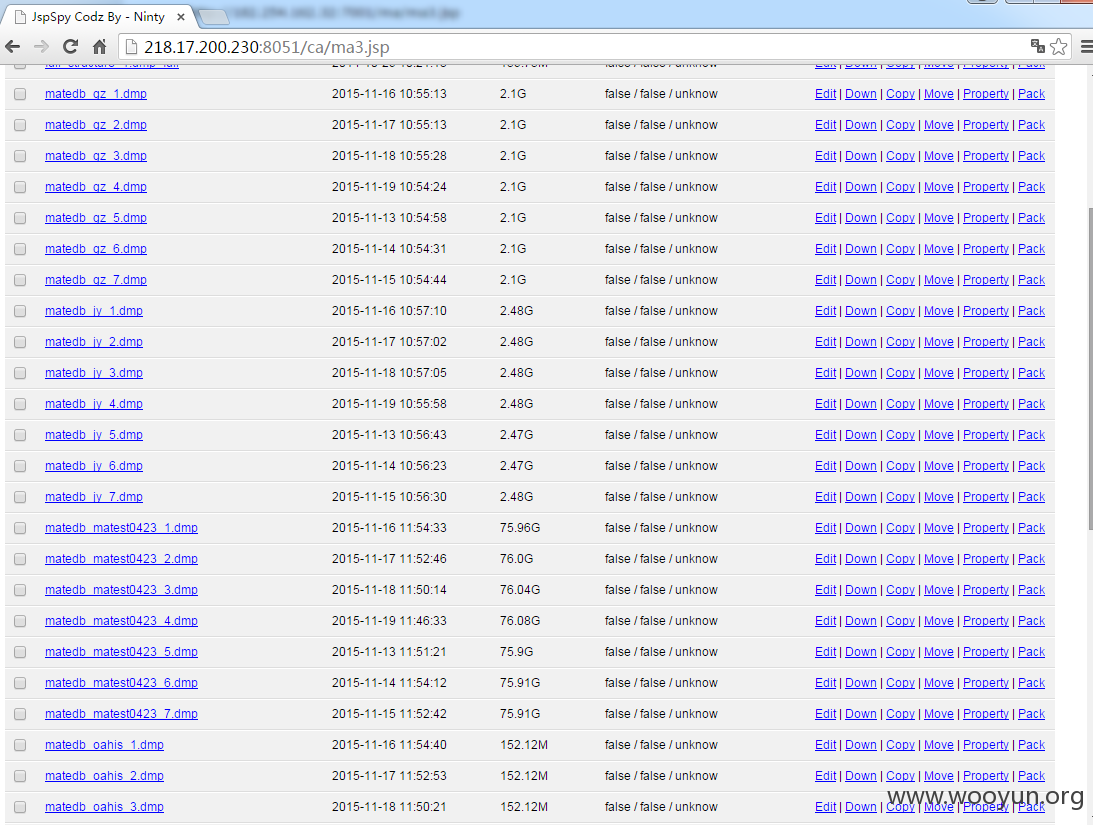 JspSpy Codz By - Ninty
218.17.200.230:8051/ca/ma3.jsp
matedb_gz_1.dmp 2015-11-16 10:55:13 2.1G false / false / unknow Edit | Down | Copy | Move | Property | Pack
matedb_gz_2.dmp 2015-11-17 10:55:13 2.1G false / false / unknow Edit | Down | Copy | Move | Property | Pack
matedb_gz_3.dmp 2015-11-18 10:55:28 2.1G false / false / unknow Edit | Down | Copy | Move | Property | Pack
matedb_gz_4.dmp 2015-11-19 10:54:24 2.1G false / false / unknow Edit | Down | Copy | Move | Property | Pack
matedb_gz_5.dmp 2015-11-13 10:54:58 2.1G false / false / unknow Edit | Down | Copy | Move | Property | Pack
matedb_gz_6.dmp 2015-11-14 10:54:31 2.1G false / false / unknow Edit | Down | Copy | Move | Property | Pack
matedb_gz_7.dmp 2015-11-15 10:54:44 2.1G false / false / unknow Edit | Down | Copy | Move | Property | Pack
matedb_jy_1.dmp 2015-11-16 10:57:10 2.48G false / false / unknow Edit | Down | Copy | Move | Property | Pack
matedb_jy_2.dmp 2015-11-17 10:57:02 2.48G false / false / unknow Edit | Down | Copy | Move | Property | Pack
matedb_jy_3.dmp 2015-11-18 10:57:05 2.48G false / false / unknow Edit | Down | Copy | Move | Property | Pack
matedb_jy_4.dmp 2015-11-19 10:55:58 2.48G false / false / unknow Edit | Down | Copy | Move | Property | Pack
matedb_jy_5.dmp 2015-11-13 10:56:43 2.47G false / false / unknow Edit | Down | Copy | Move | Property | Pack
matedb_jy_6.dmp 2015-11-14 10:56:23 2.47G false / false / unknow Edit | Down | Copy | Move | Property | Pack
matedb_jy_7.dmp 2015-11-15 10:56:30 2.48G false / false / unknow Edit | Down | Copy | Move | Property | Pack
matedb_matest0423_1.dmp 2015-11-16 11:54:33 75.96G false / false / unknow Edit | Down | Copy | Move | Property | Pack
matedb_matest0423_2.dmp 2015-11-17 11:52:46 76.0G false / false / unknow Edit | Down | Copy | Move | Property | Pack
matedb_matest0423_3.dmp 2015-11-18 11:50:14 76.04G false / false / unknow Edit | Down | Copy | Move | Property | Pack
matedb_matest0423_4.dmp 2015-11-19 11:46:33 76.08G false / false / unknow Edit | Down | Copy | Move | Property | Pack
matedb_matest0423_5.dmp 2015-11-13 11:51:21 75.9G false / false / unknow Edit | Down | Copy | Move | Property | Pack
matedb_matest0423_6.dmp 2015-11-14 11:54:12 75.91G false / false / unknow Edit | Down | Copy | Move | Property | Pack
matedb_matest0423_7.dmp 2015-11-15 11:52:42 75.91G false / false / unknow Edit | Down | Copy | Move | Property | Pack
matedb_oahis_1.dmp 2015-11-16 11:54:40 152.12M false / false / unknow Edit | Down | Copy | Move | Property | Pack
matedb_oahis_2.dmp 2015-11-17 11:52:53 152.12M false / false / unknow Edit | Down | Copy | Move | Property | Pack
matedb_oahis_3.dmp 2015-11-18 11:50:21 152.12M false / false / unknow Edit | Down | Copy | Move | Property | Pack
www.wooyun.org